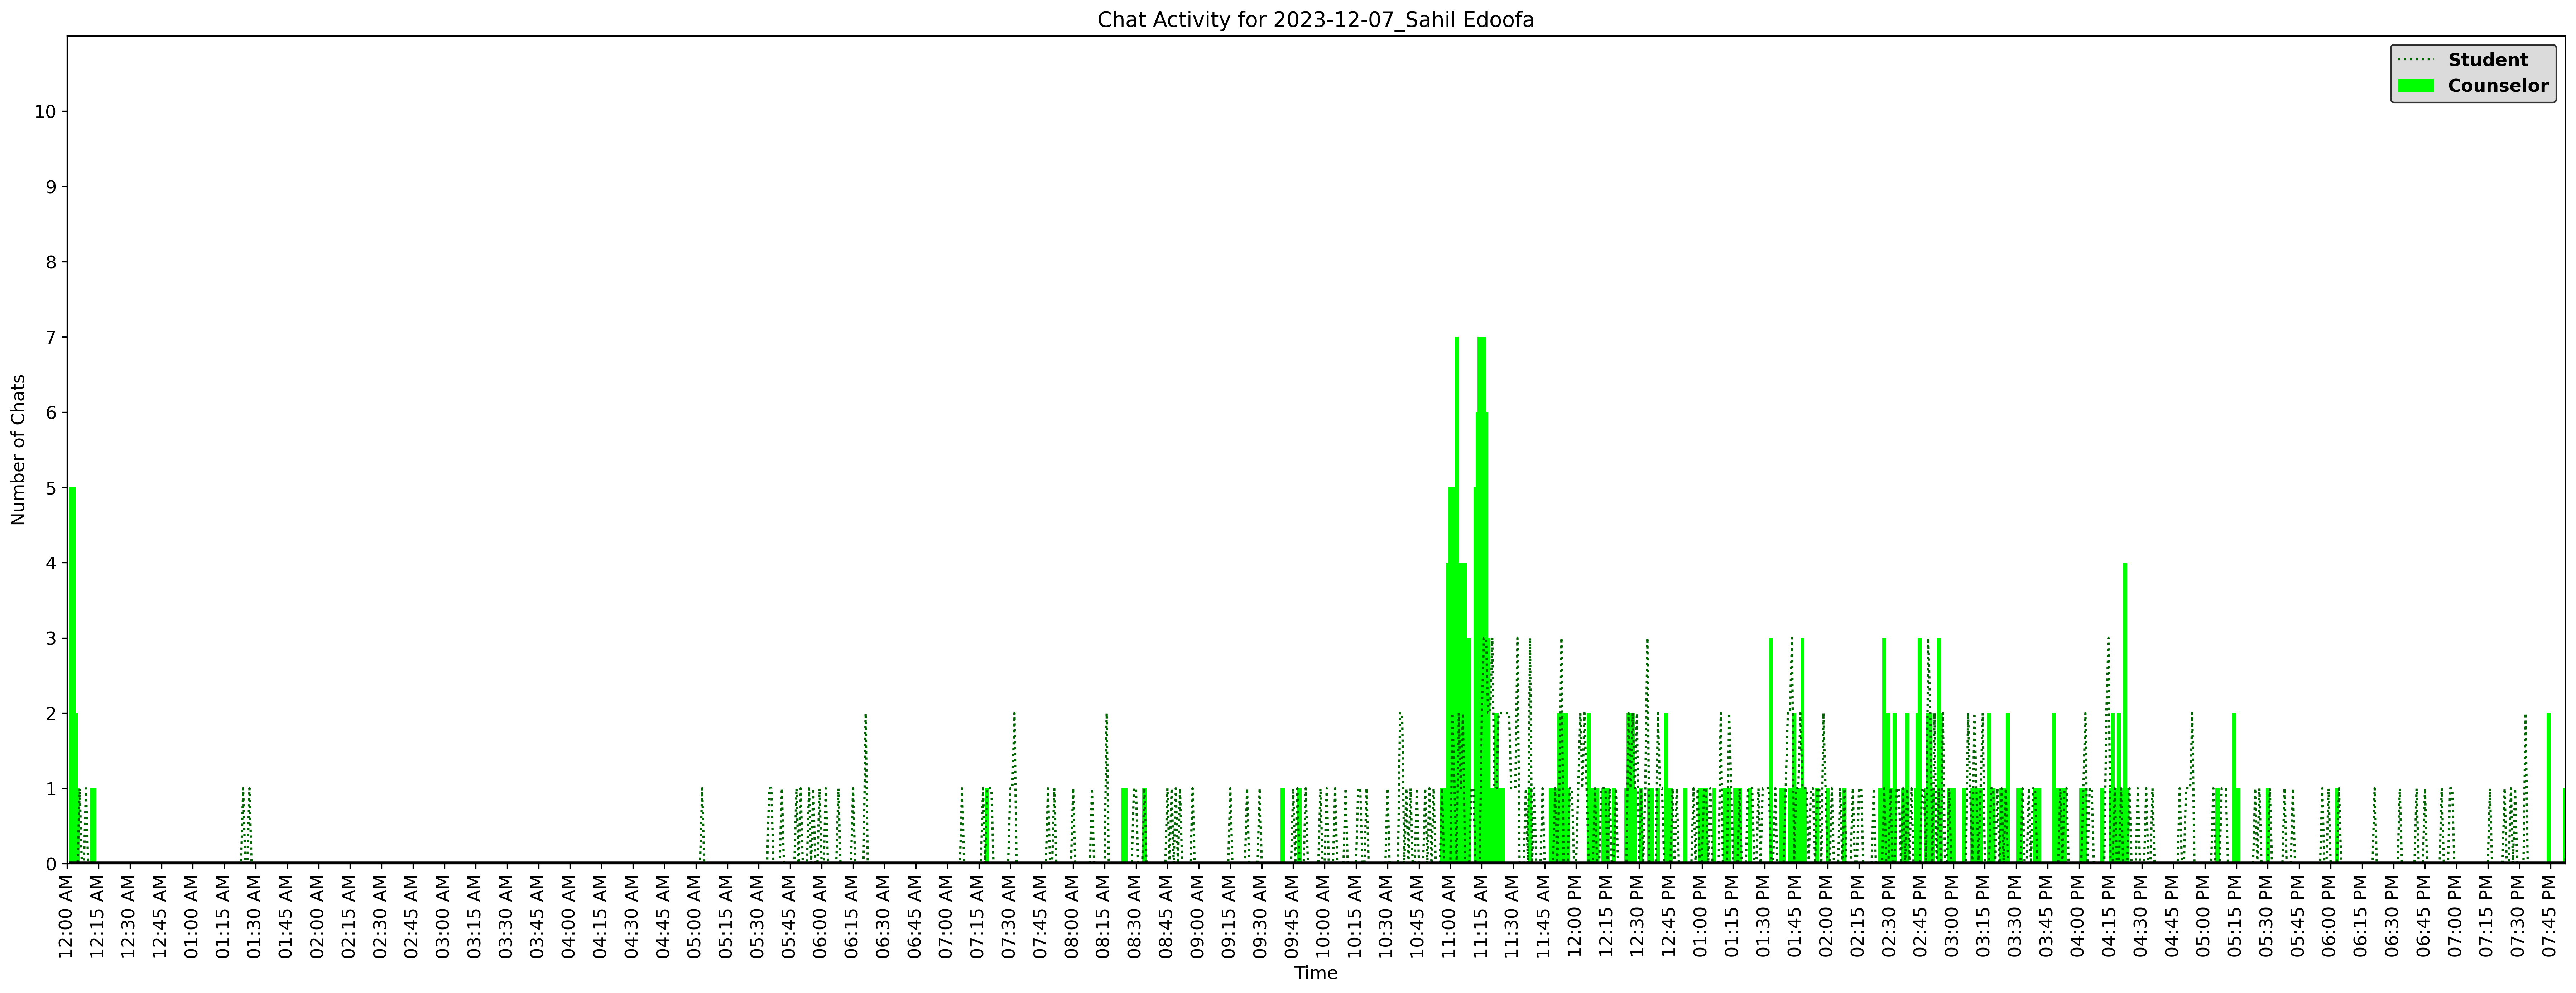 Chat Activity for 2023-12-07_Sahil Edoofa
Student
Counselor
Number of Chats
10
9
8
7
6
5
4
3
2
1
0
12:00 AM
12:15 AM
12:30 AM
12:45 AM
01:00 AM
01:15 AM
01:30 AM
01:45 AM
02:00 AM
02:15 AM
02:30 AM
02:45 AM
03:00 AM
03:15 AM
03:30 AM
03:45 AM
04:00 AM
04:15 AM
04:30 AM
04:45 AM
05:00 AM
05:15 AM
05:30 AM
05:45 AM
06:00 AM
06:15 AM
06:30 AM
06:45 AM
07:00 AM
07:15 AM
07:30 AM
07:45 AM
08:00 AM
08:15 AM
08:30 AM
08:45 AM
09:00 AM
09:15 AM
09:30 AM
09:45 AM
10:00 AM
10:15 AM
10:30 AM
10:45 AM
11:00 AM
11:15 AM
11:30 AM
11:45 AM
12:00 PM
12:15 PM
12:30 PM
12:45 PM
01:00 PM
01:15 PM
01:30 PM
01:45 PM
02:00 PM
02:15 PM
02:30 PM
02:45 PM
03:00 PM
03:15 PM
03:30 PM
03:45 PM
04:00 PM
04:15 PM
04:30 PM
04:45 PM
05:00 PM
05:15 PM
05:30 PM
05:45 PM
06:00 PM
06:15 PM
06:30 PM
06:45 PM
07:00 PM
07:15 PM
07:30 PM
07:45 PM
Time